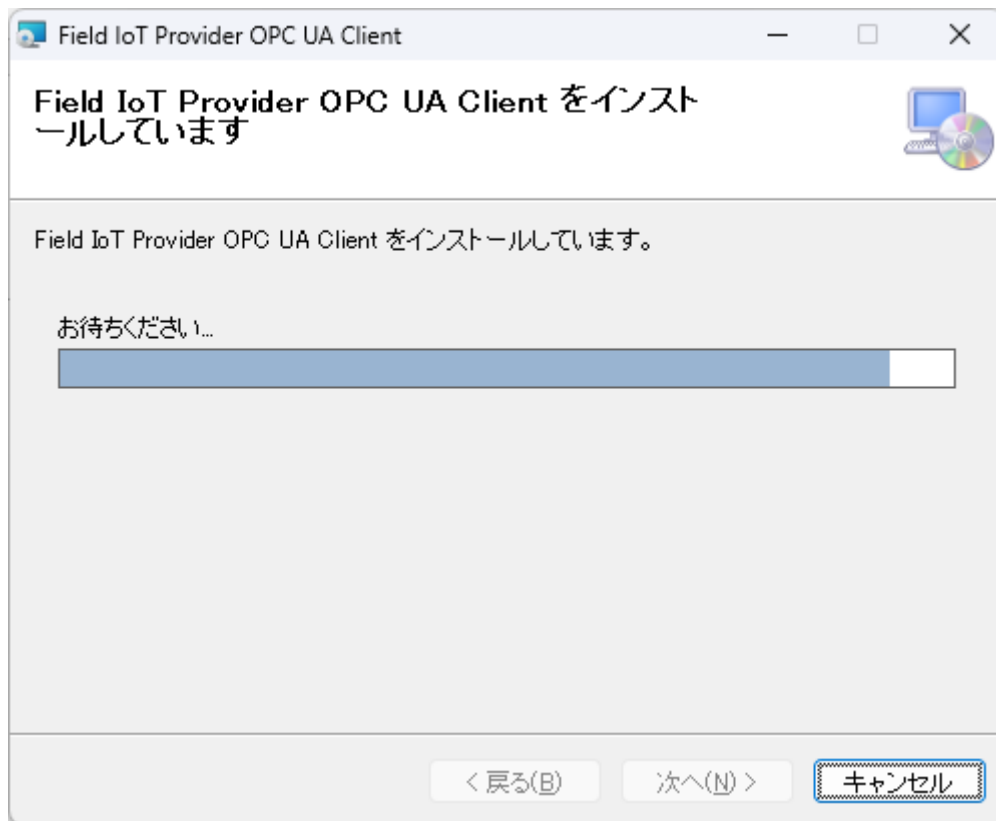 Field IoT Provider OPC UA Client
Field IoT Provider OPC UA Client をインスト
ールしています
Field IoT Provider OPC UA Client をインストールしています。
お待ちください...
< 戻る(B)
次へ(N) >
キャンセル